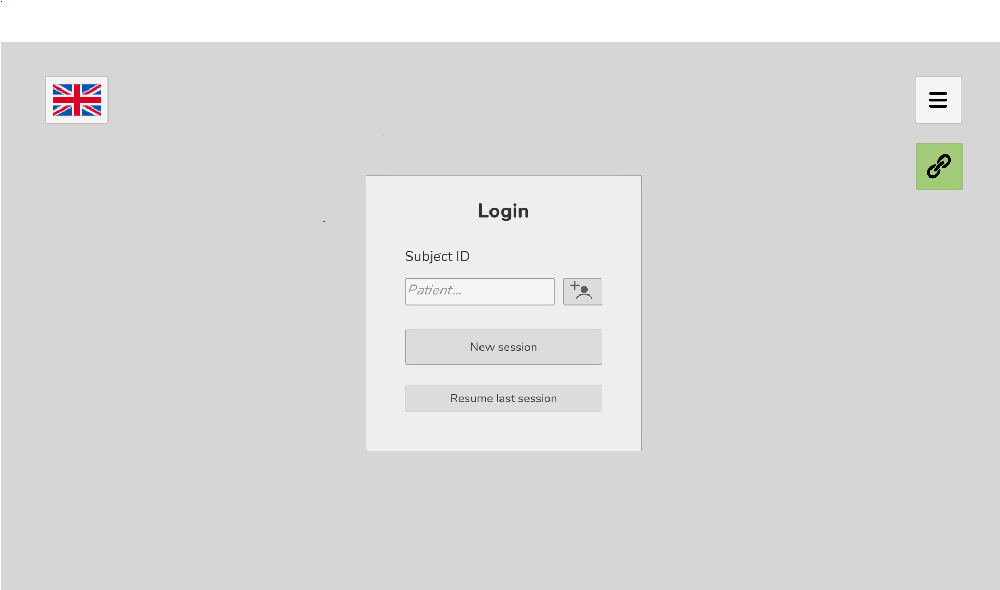 Login
Subject ID
Patient...
New session
Resume last session